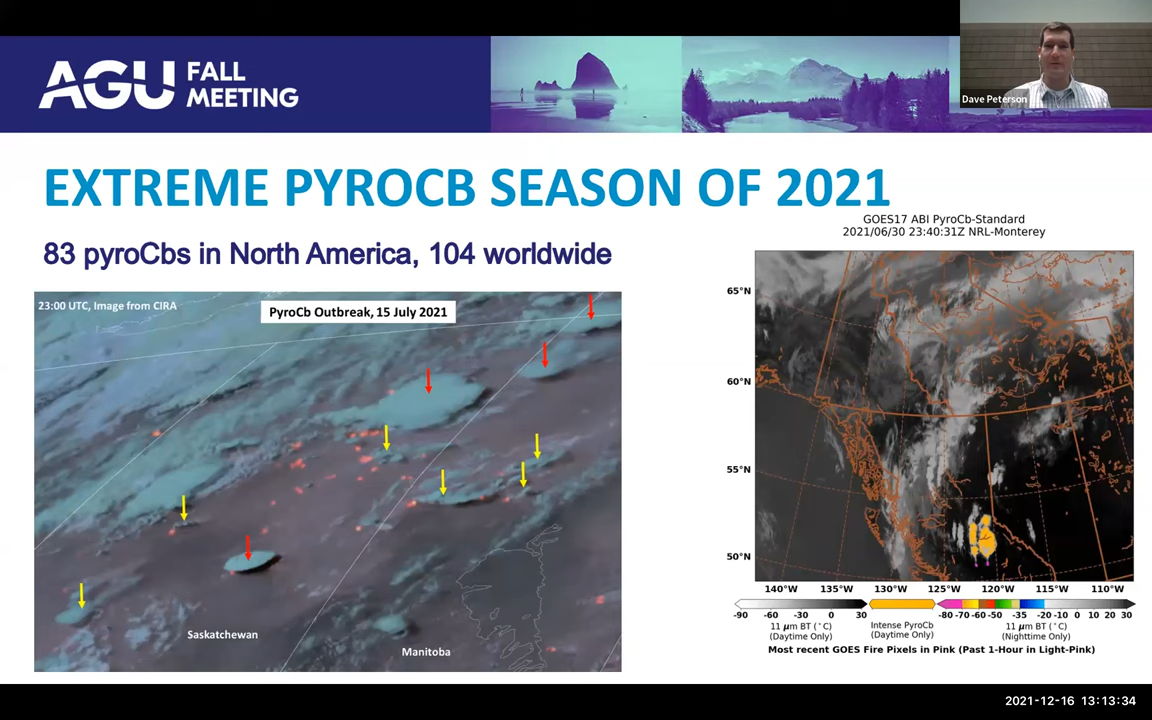 AGU FALL
MEETING
Dave Peterson
EXTREME PYROCB SEASON OF 2021
83 pyroCbs in North America, 104 worldwide
23:00 UTC, Image from CIRA
PyroCb Outbreak, 15 July 2021
Saskatchewan
Manitoba
GOES17 ABI PyroCb-Standard
2021/06/30 23:40:31Z NRL-Monterey
65°N
60°N
55°N
50°N
140°W 135°W 130°W 125°W 120°W 115°W 110°W
-90 -60 -30 0 30 -80 -70 -60 -50 -35 -20 -10 0 10 20 30
11 μm BT (°C)
(Daytime Only)
Intense PyroCb
(Daytime Only)
11 μm BT (°C)
(Nighttime Only)
Most recent GOES Fire Pixels in Pink (Past 1-Hour in Light-Pink)
2021-12-16 13:13:34